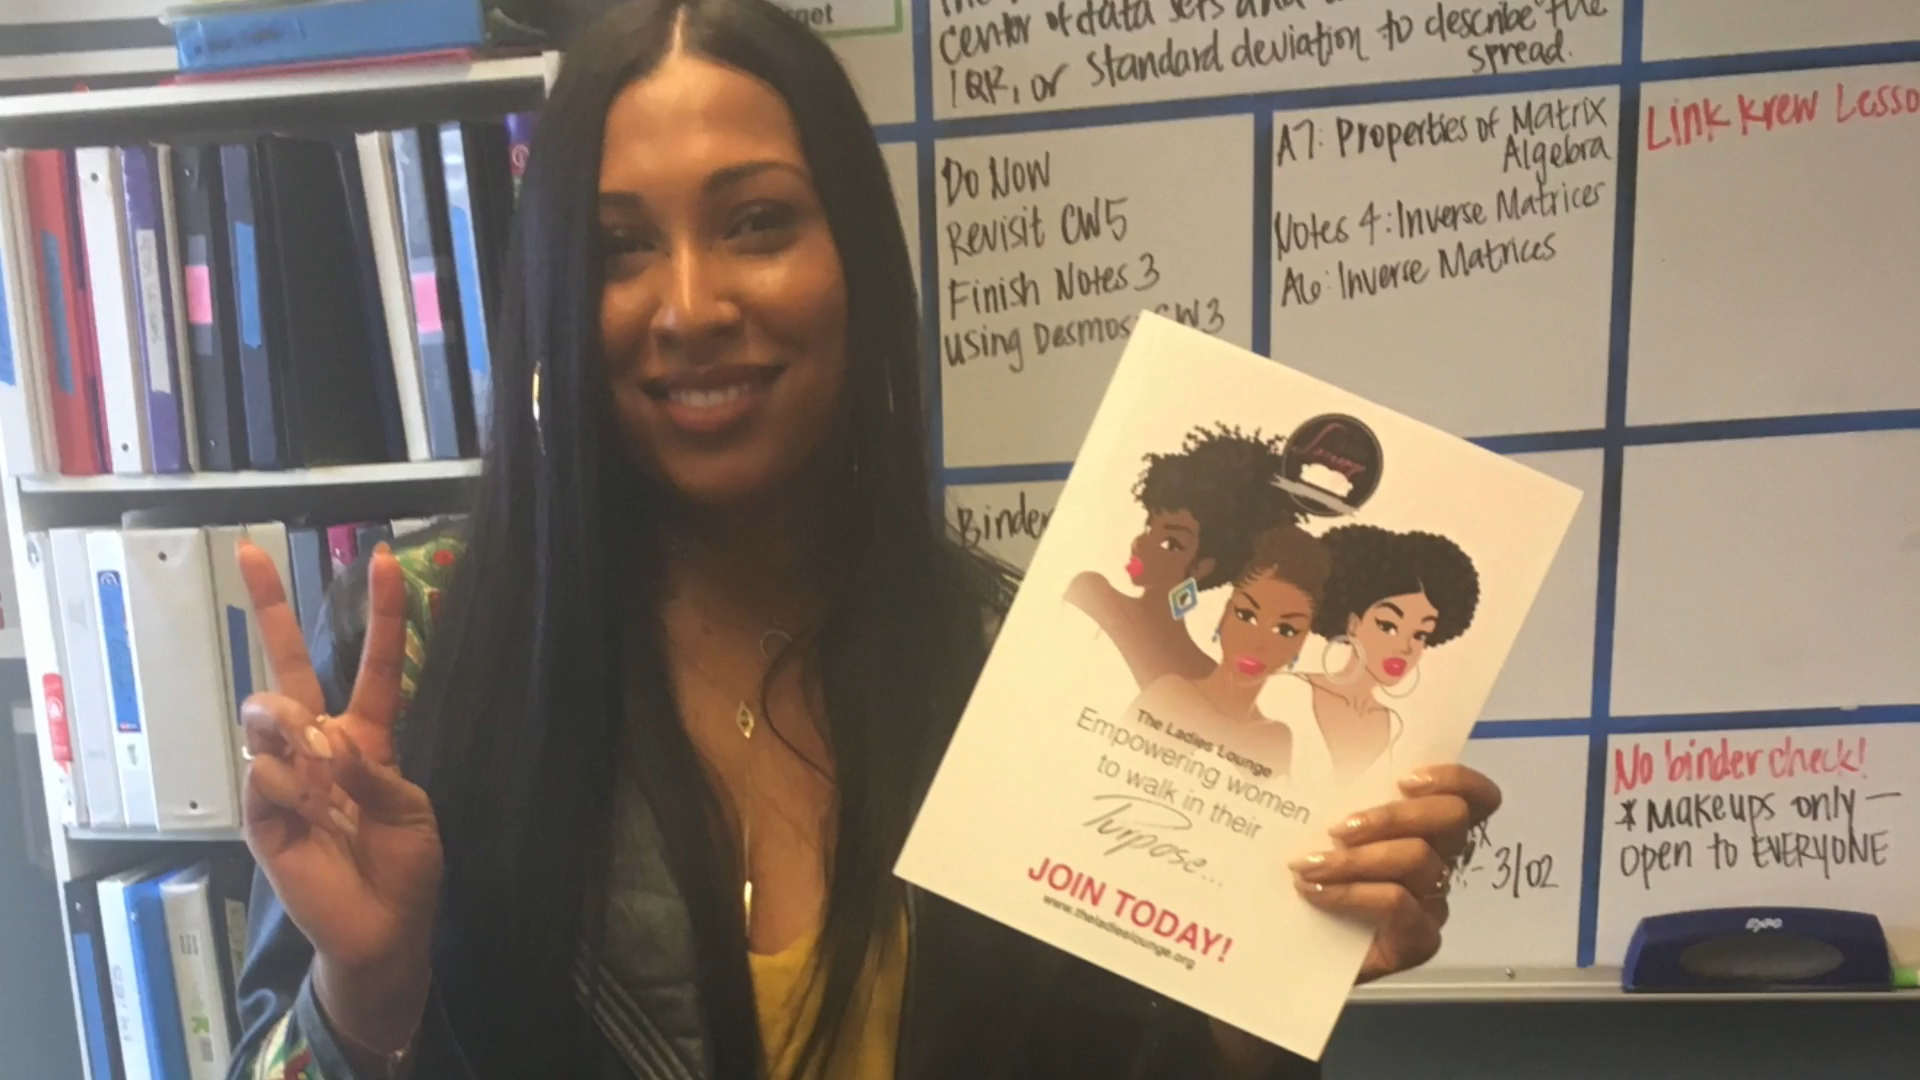 center of data sets and
IQR, or standard deviation to describe the
spread.
Do Now
Revisit CW5
Finish Notes 3
using Desmos: CW3
A7: Properties of Matrix
Algebra
Notes 4: Inverse Matrices
A6: Inverse Matrices
Link Krew
Binder
- 3/02
No binder check!
* Makeups only —
open to EVERYONE
EXPO
Lounge
The Ladies Lounge
Empowering women
to walk in their
Purpose...
JOIN TODAY!
www.theladieslounge.org